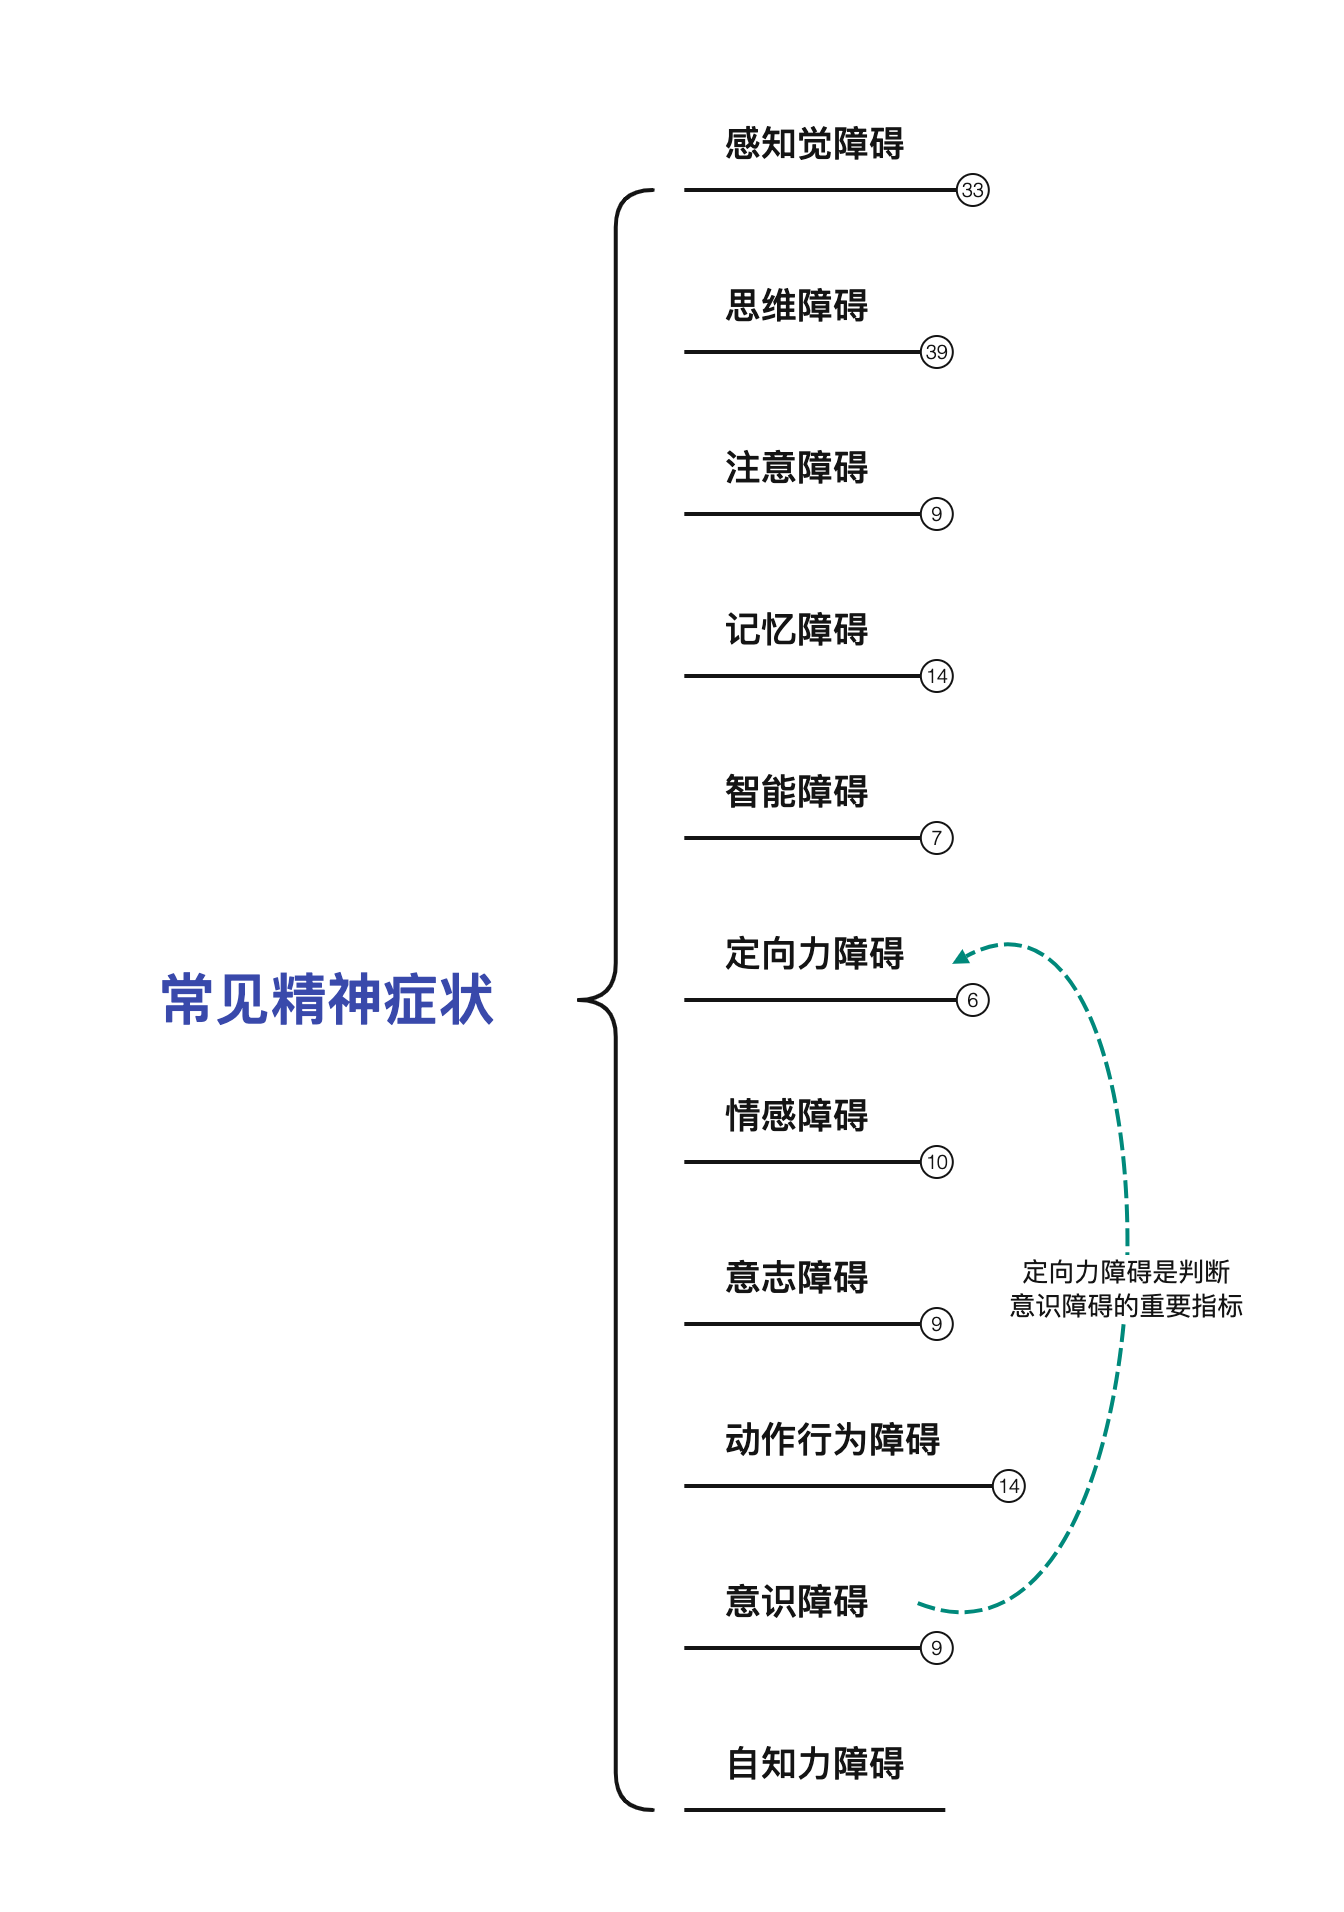 感知觉障碍
33
思维障碍
39
注意障碍
9
记忆障碍
14
智能障碍
7
定向力障碍
6
常见精神症状
情感障碍
10
意志障碍
9
定向力障碍是判断
意识障碍的重要指标
动作行为障碍
14
意识障碍
9
自知力障碍